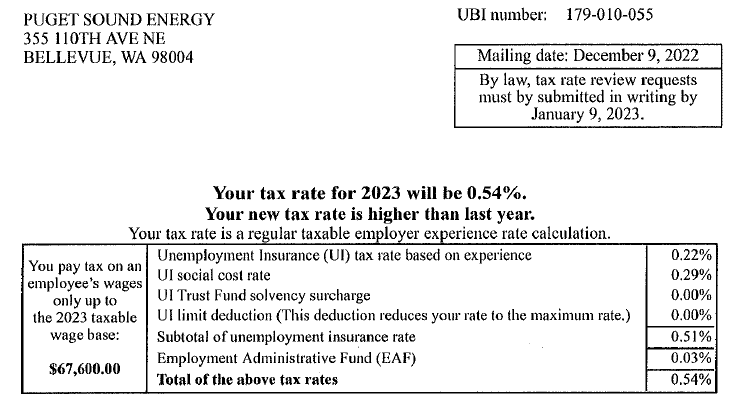 PUGET SOUND ENERGY
355 110TH AVE NE
BELLEVUE, WA 98004
UBI number: 179-010-055
Mailing date: December 9, 2022
By law, tax rate review requests
must by submitted in writing by
January 9, 2023.
Your tax rate for 2023 will be 0.54%.
Your new tax rate is higher than last year.
Your tax rate is a regular taxable employer experience rate calculation.
You pay tax on an
employee's wages
only up to
the 2023 taxable
wage base:
$67,600.00
Unemployment Insurance (UI) tax rate based on experience 0.22%
UI social cost rate 0.29%
UI Trust Fund solvency surcharge 0.00%
UI limit deduction (This deduction reduces your rate to the maximum rate.) 0.00%
Subtotal of unemployment insurance rate 0.51%
Employment Administrative Fund (EAF) 0.03%
Total of the above tax rates 0.54%